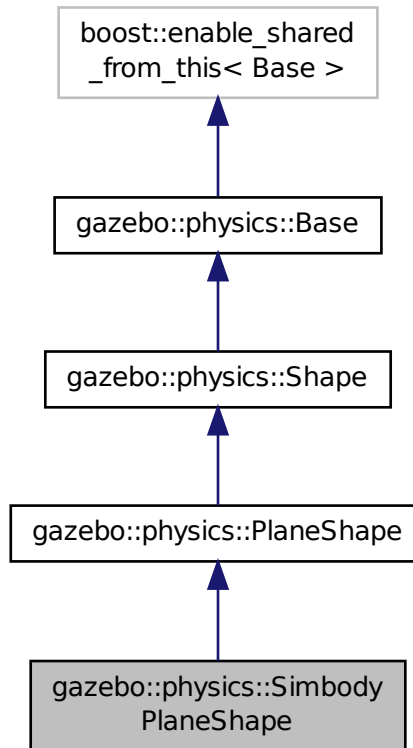 boost::enable_shared
_from_this< Base >
gazebo::physics::Base
gazebo::physics::Shape
gazebo::physics::PlaneShape
gazebo::physics::Simbody
PlaneShape